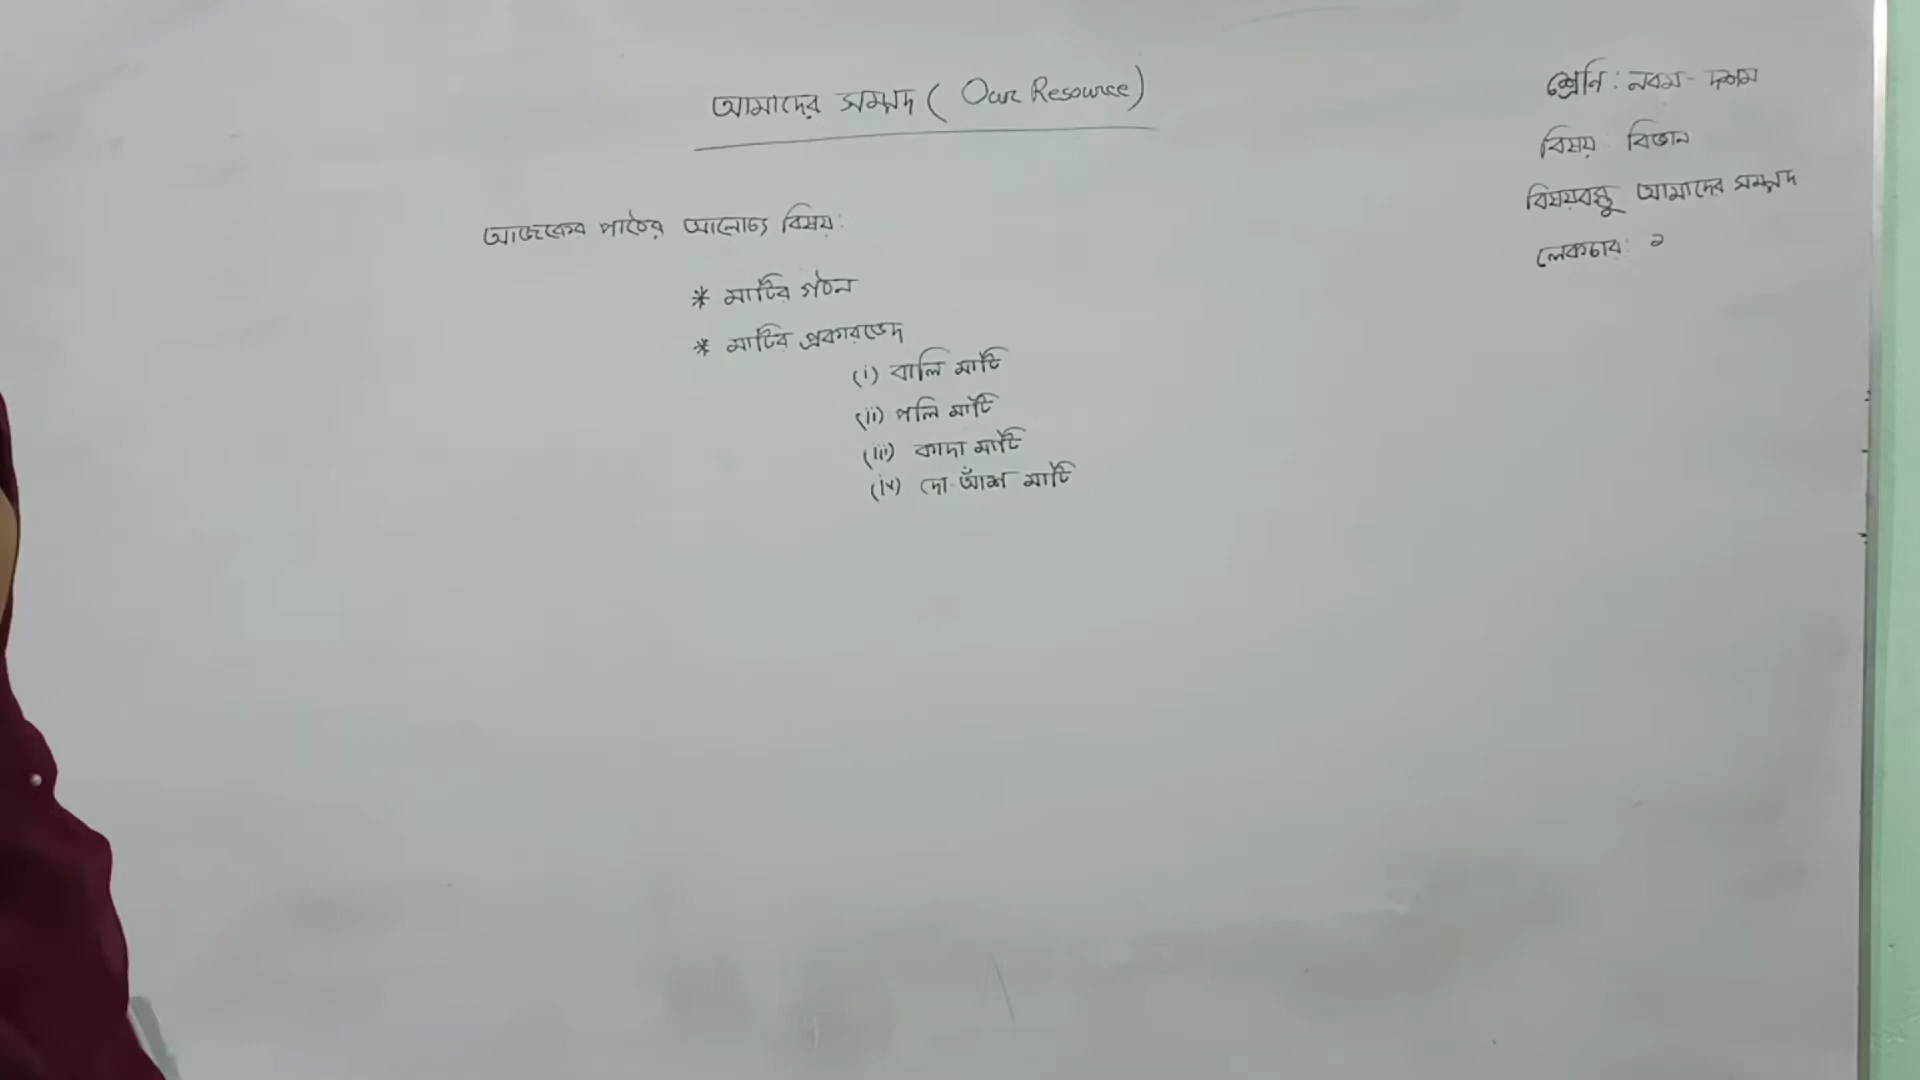 আমাদের সম্পদ ( Our Resource)
শ্রেণি : নবম - দশম
বিষয় বিজ্ঞান
বিষয়বস্তু আমাদের সম্পদ
লেকচার: ১
আজকের পাঠের আলোচ্য বিষয়:
* মাটির গঠন
* মাটির প্রকারভেদ
(i) বালি মাটি
(ii) পলি মাটি
(iii) কাদা মাটি
(iv) দো-আঁশ মাটি